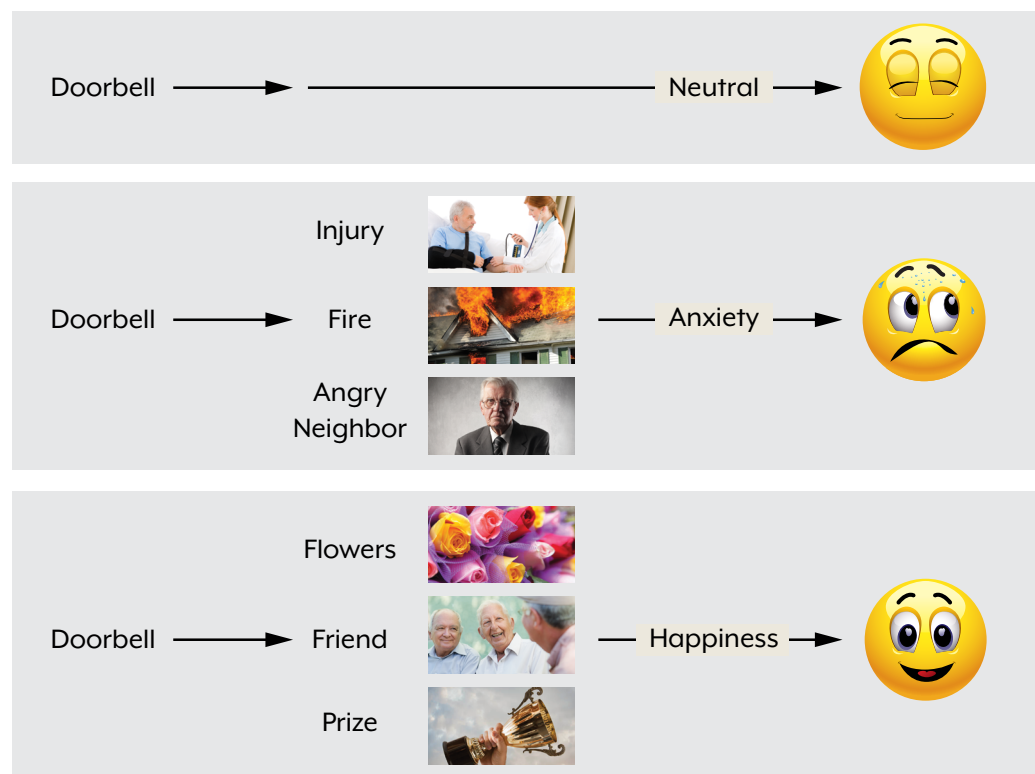 Doorbell
Neutral
Injury
Doorbell
Fire
Anxiety
Angry
Neighbor
Flowers
Doorbell
Friend
Happiness
Prize